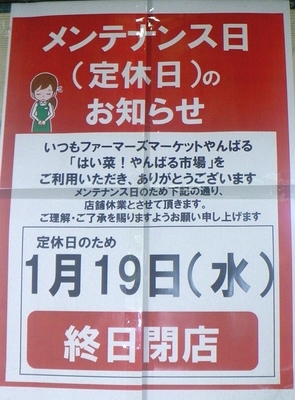 メンテナンス日
(定休日)の
お知らせ
いつもファーマーズマーケットやんばる
「はい菜!やんばる市場」を
ご利用いただき、ありがとうございます
メンテナンス日のため下記の通り、
店舗休業とさせて頂きます。
ご理解・ご了承を賜りますようお願い申し上げます
定休日のため
1月19日(水)
終日閉店